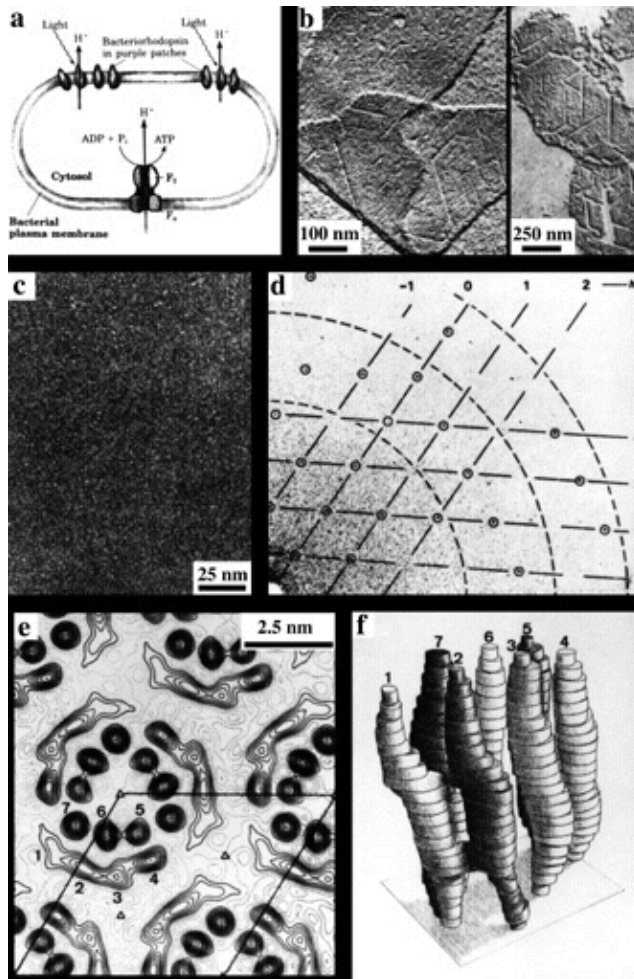 a
Light
H⁺
Bacteriorhodopsin
in purple patches
Light
H⁺
H⁺
ADP + Pᵢ
ATP
Cytosol
F₁
Fₒ
Bacterial
plasma membrane
b
100 nm
250 nm
c
25 nm
d
-1 0 1 2
e
2.5 nm
7 6 5
1 2 3 4
f
1 7 2 6 3 5 4